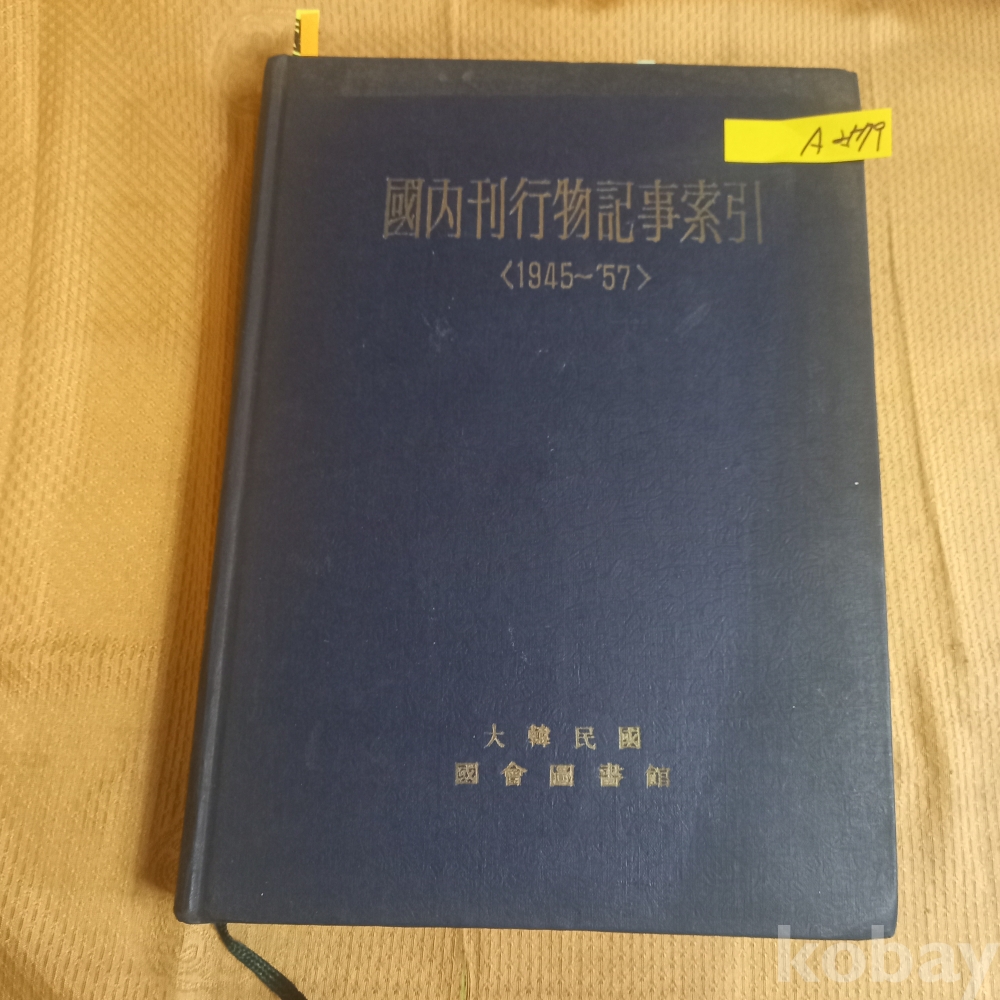 國內刊行物記事索引
<1945~'57>
大韓民國
國會圖書館
A
kobay